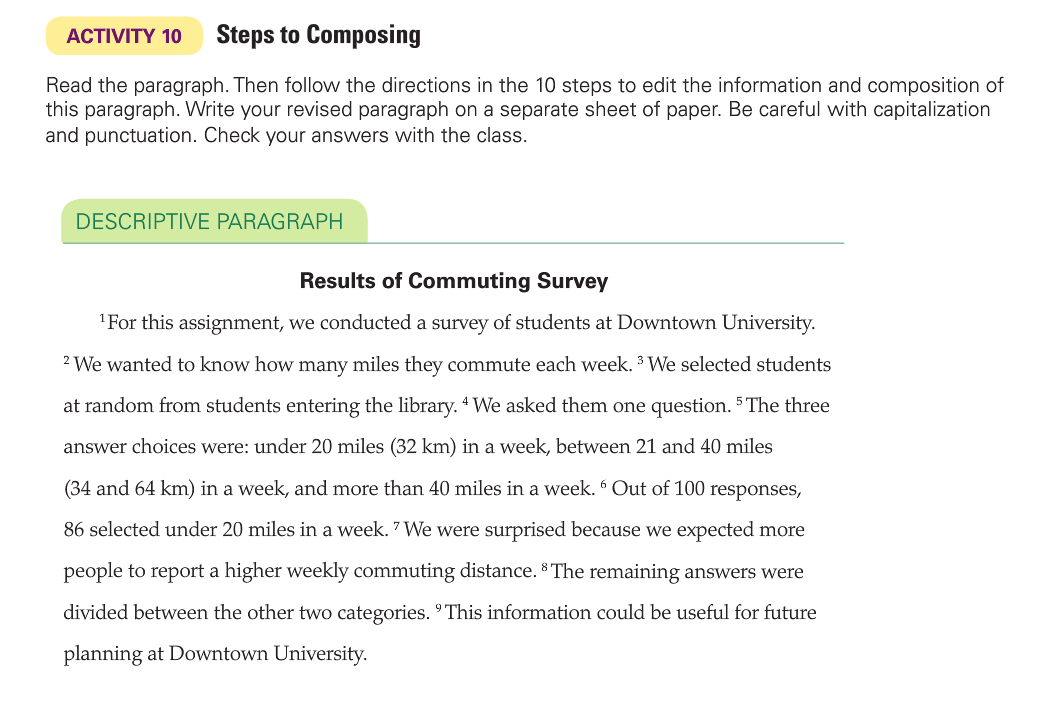 ACTIVITY 10 Steps to Composing
Read the paragraph. Then follow the directions in the 10 steps to edit the information and composition of
this paragraph. Write your revised paragraph on a separate sheet of paper. Be careful with capitalization
and punctuation. Check your answers with the class.
DESCRIPTIVE PARAGRAPH
Results of Commuting Survey
¹For this assignment, we conducted a survey of students at Downtown University.
² We wanted to know how many miles they commute each week. ³ We selected students
at random from students entering the library. ⁴ We asked them one question. ⁵ The three
answer choices were: under 20 miles (32 km) in a week, between 21 and 40 miles
(34 and 64 km) in a week, and more than 40 miles in a week. ⁶ Out of 100 responses,
86 selected under 20 miles in a week. ⁷ We were surprised because we expected more
people to report a higher weekly commuting distance. ⁸ The remaining answers were
divided between the other two categories. ⁹ This information could be useful for future
planning at Downtown University.